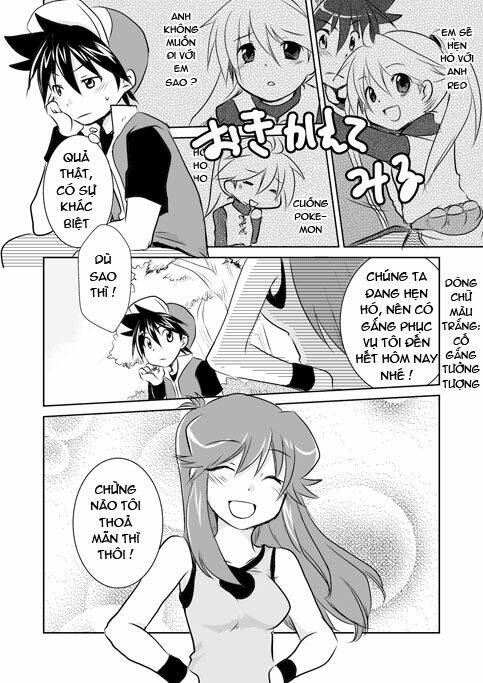 EM SẼ
HẸN HÒ
VỚI
ANH
RED
ANH
KHÔNG
MUỐN
ĐI VỚI
EM
SAO ?
おきかえて
みる
HO
HO
HO
CUỒNG
POKE-
MON
QUẢ
THẬT,
CÓ SỰ
KHÁC
BIỆT
DÙ
SAO
THÌ !
CHÚNG TA
ĐANG HẸN
HÒ, NÊN CỐ
GẮNG PHỤC
VỤ TÔI ĐẾN
HẾT HÔM NAY
NHÉ !
DÒNG
CHỮ
MÀU
TRẮNG:
CỐ
GẮNG
TƯỞNG
TƯỢNG
CHỪNG
NÀO TÔI
THOẢ
MÃN THÌ
THÔI !